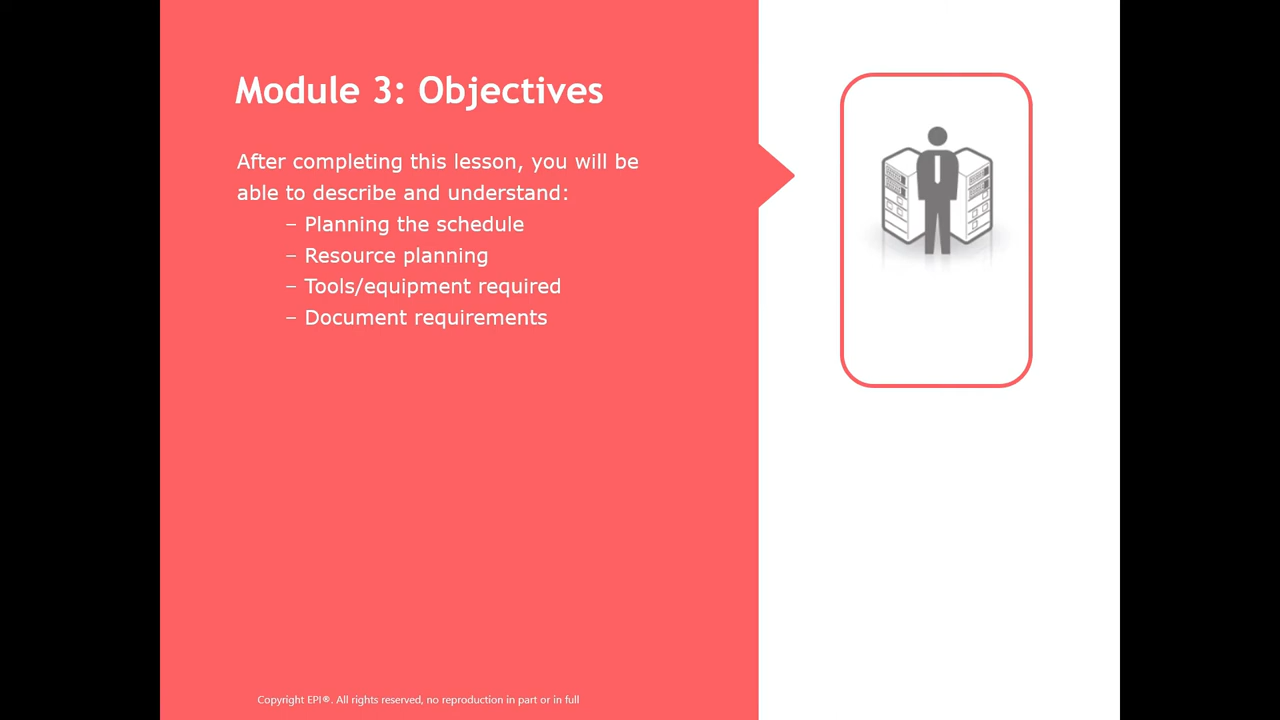 Module 3: Objectives
After completing this lesson, you will be
able to describe and understand:
– Planning the schedule
– Resource planning
– Tools/equipment required
– Document requirements
Copyright EPI®. All rights reserved, no reproduction in part or in full